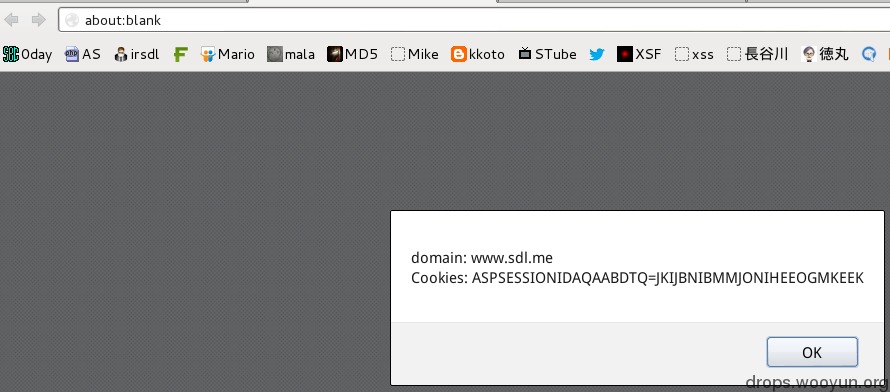 about:blank
0day AS irsdl Mario mala MD5 Mike kkoto STube XSF xss 長谷川 徳丸
domain: www.sdl.me
Cookies: ASPSESSIONIDAQAABDTQ=JKIJBNIBMMJONIHEEOGMKEEK
OK
drops.wooyun.org